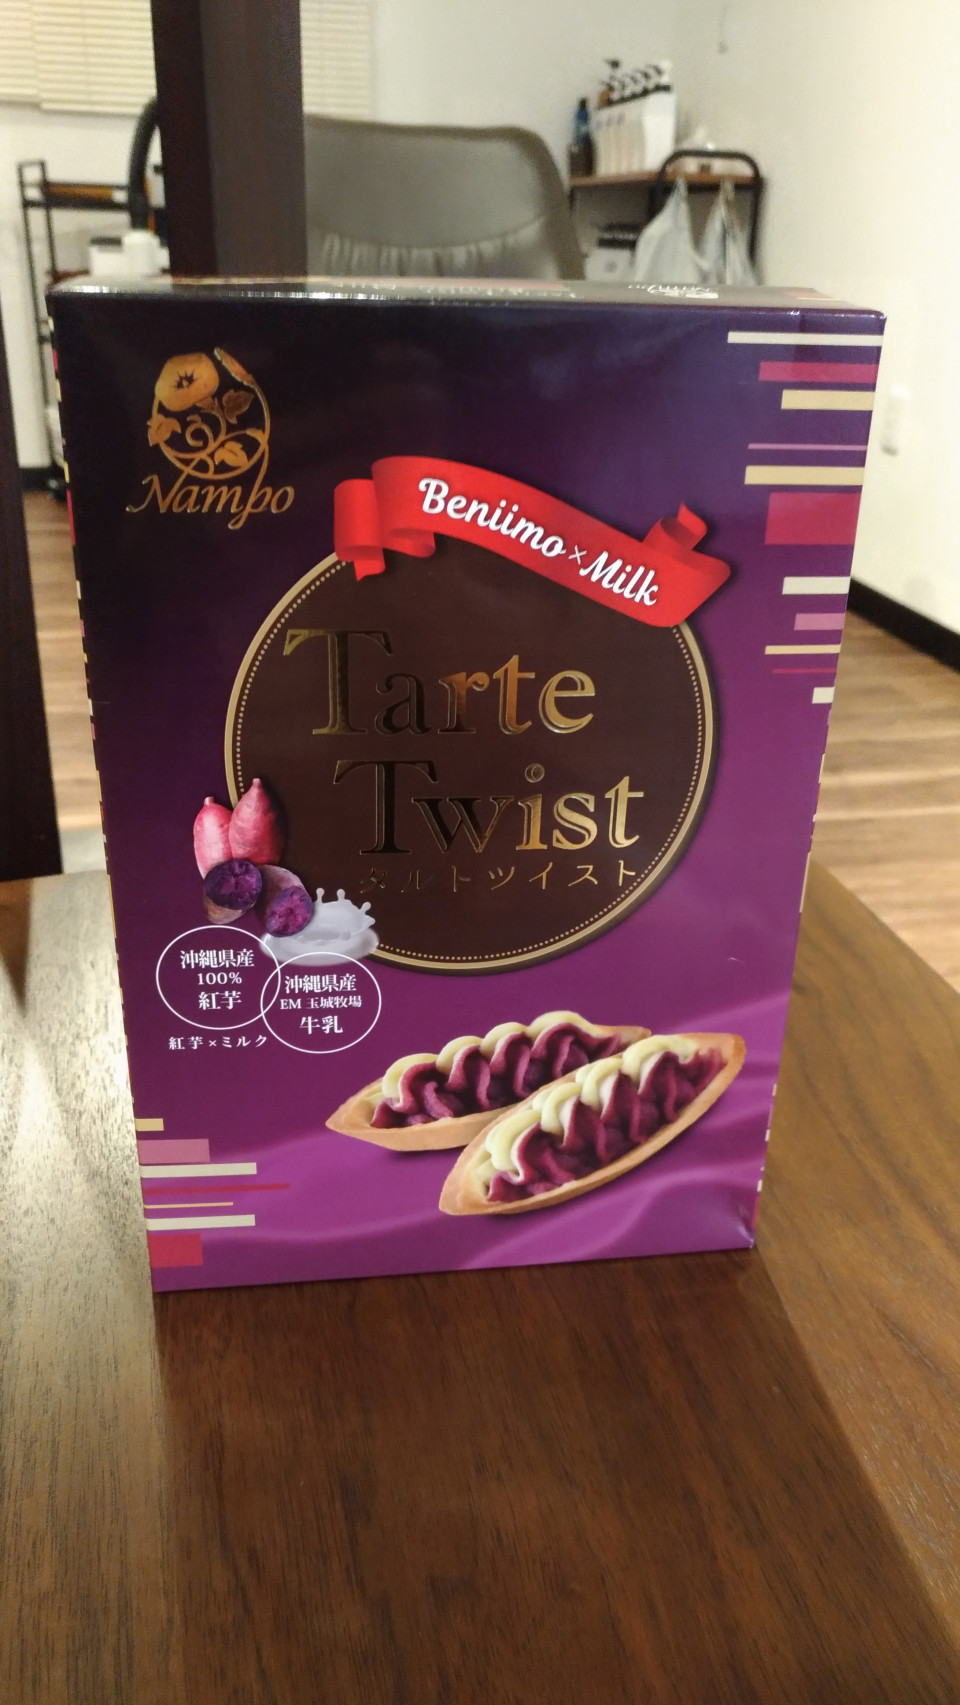 Nampo
Beniimo×Milk
Tarte
Twist
タルトツイスト
沖縄県産
100%
紅芋
沖縄県産
EM 玉城牧場
牛乳
紅芋×ミルク